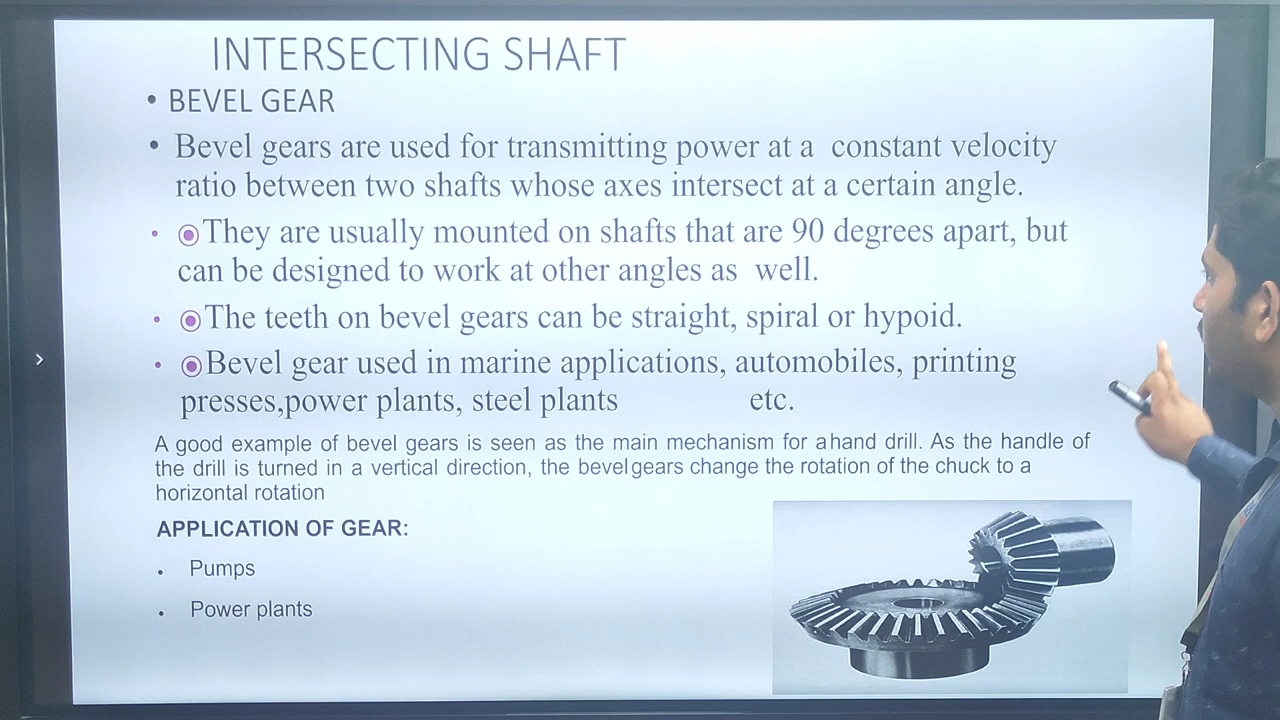 INTERSECTING SHAFT
• BEVEL GEAR
• Bevel gears are used for transmitting power at a constant velocity
ratio between two shafts whose axes intersect at a certain angle.
• ⦿They are usually mounted on shafts that are 90 degrees apart, but
can be designed to work at other angles as well.
• ⦿The teeth on bevel gears can be straight, spiral or hypoid.
• ⦿Bevel gear used in marine applications, automobiles, printing
presses,power plants, steel plants etc.
A good example of bevel gears is seen as the main mechanism for a hand drill. As the handle of
the drill is turned in a vertical direction, the bevel gears change the rotation of the chuck to a
horizontal rotation
APPLICATION OF GEAR:
• Pumps
• Power plants